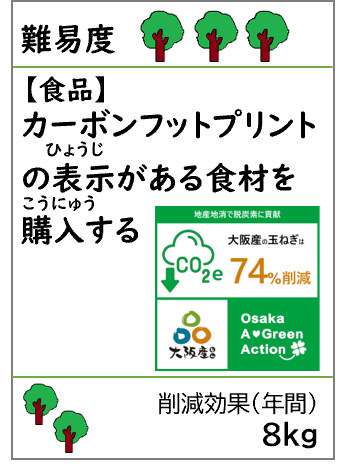 難易度
【食品】
カーボンフットプリント
ひょうじ
の表示がある食材を
こうにゅう
購入する
地産地消で脱炭素に貢献
大阪産の玉ねぎは
CO2e
74%削減
大阪産
Osaka
A♥Green
Action
削減効果(年間)
8kg